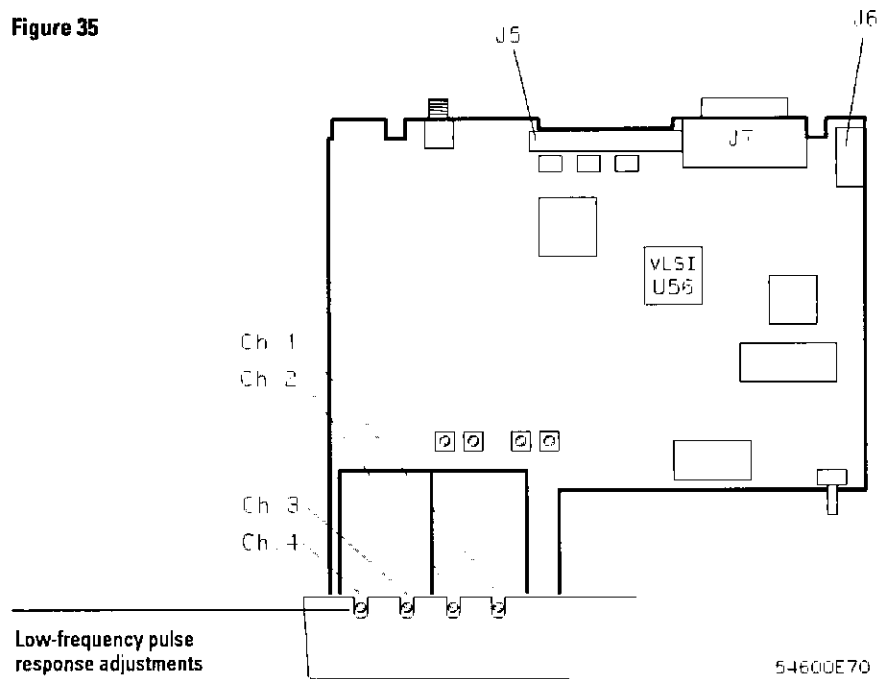 Figure 35
J5
J6
J7
VLSI
U56
Ch 1
Ch 2
Ch 3
Ch 4
Low-frequency pulse
response adjustments
54600E70